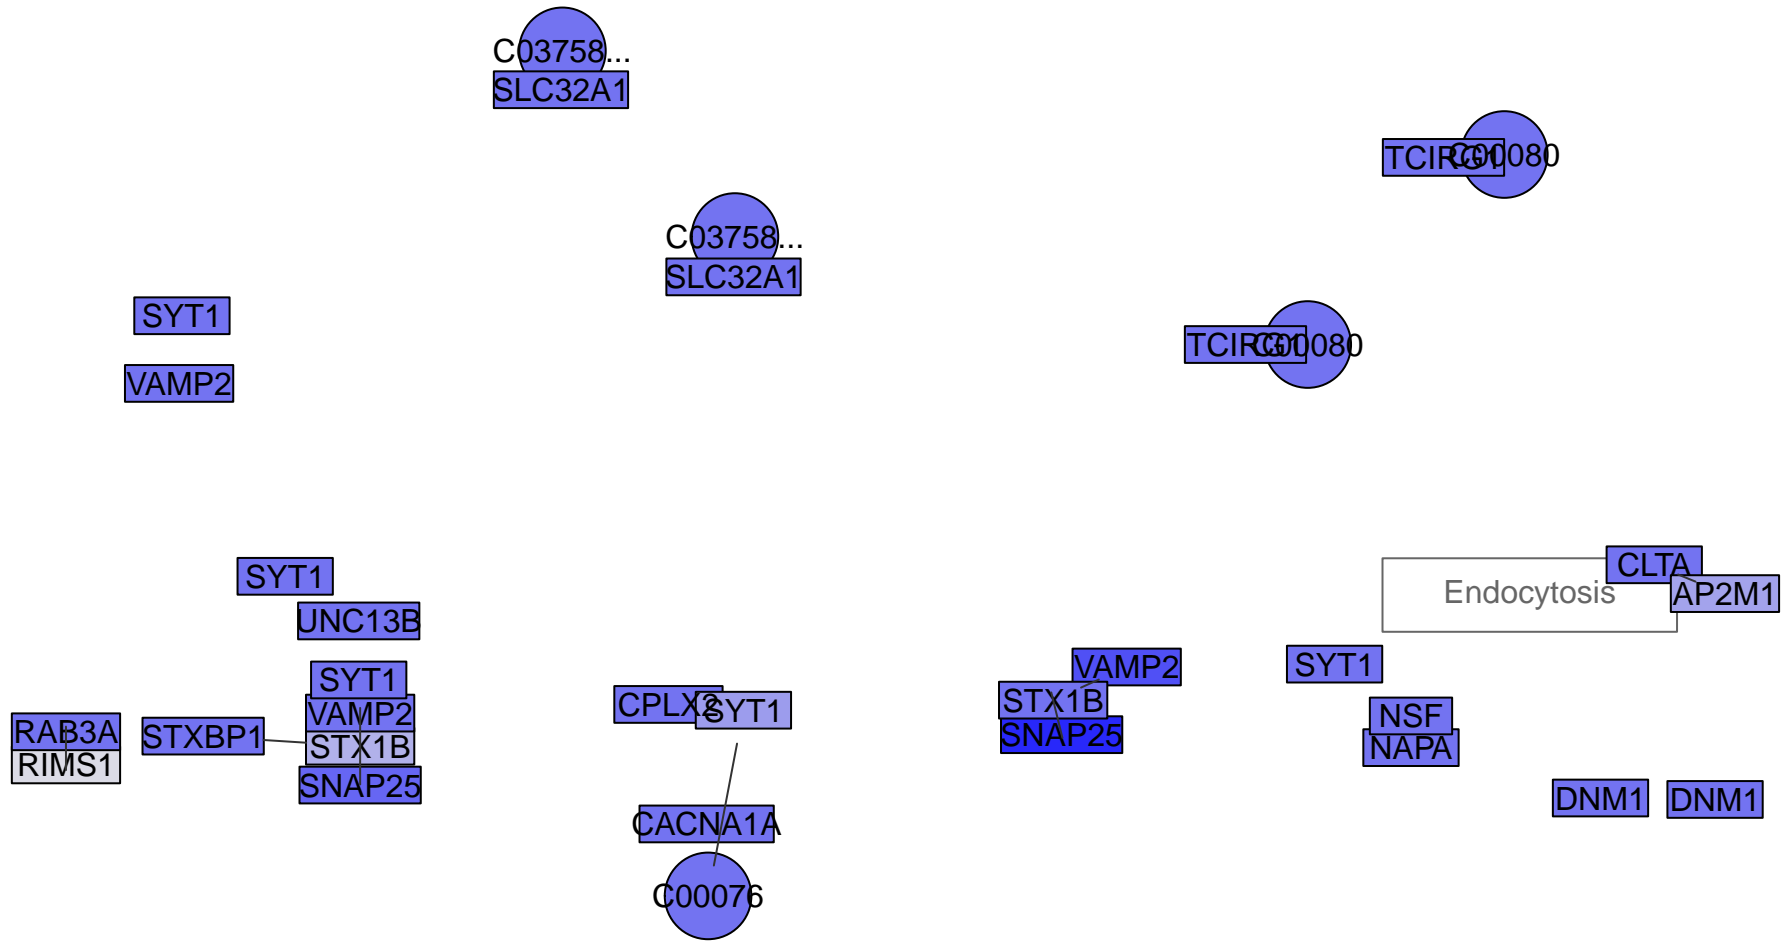 C03758...
SLC32A1
TCIRG1
C00080
C03758...
SLC32A1
SYT1
TCIRG1
C00080
VAMP2
SYT1
UNC13B
CLTA
Endocytosis
AP2M1
SYT1
VAMP2
STX1B
SNAP25
RAB3A
RIMS1
STXBP1
CPLX2
SYT1
VAMP2
STX1B
SNAP25
SYT1
NSF
NAPA
DNM1
DNM1
CACNA1A
C00076